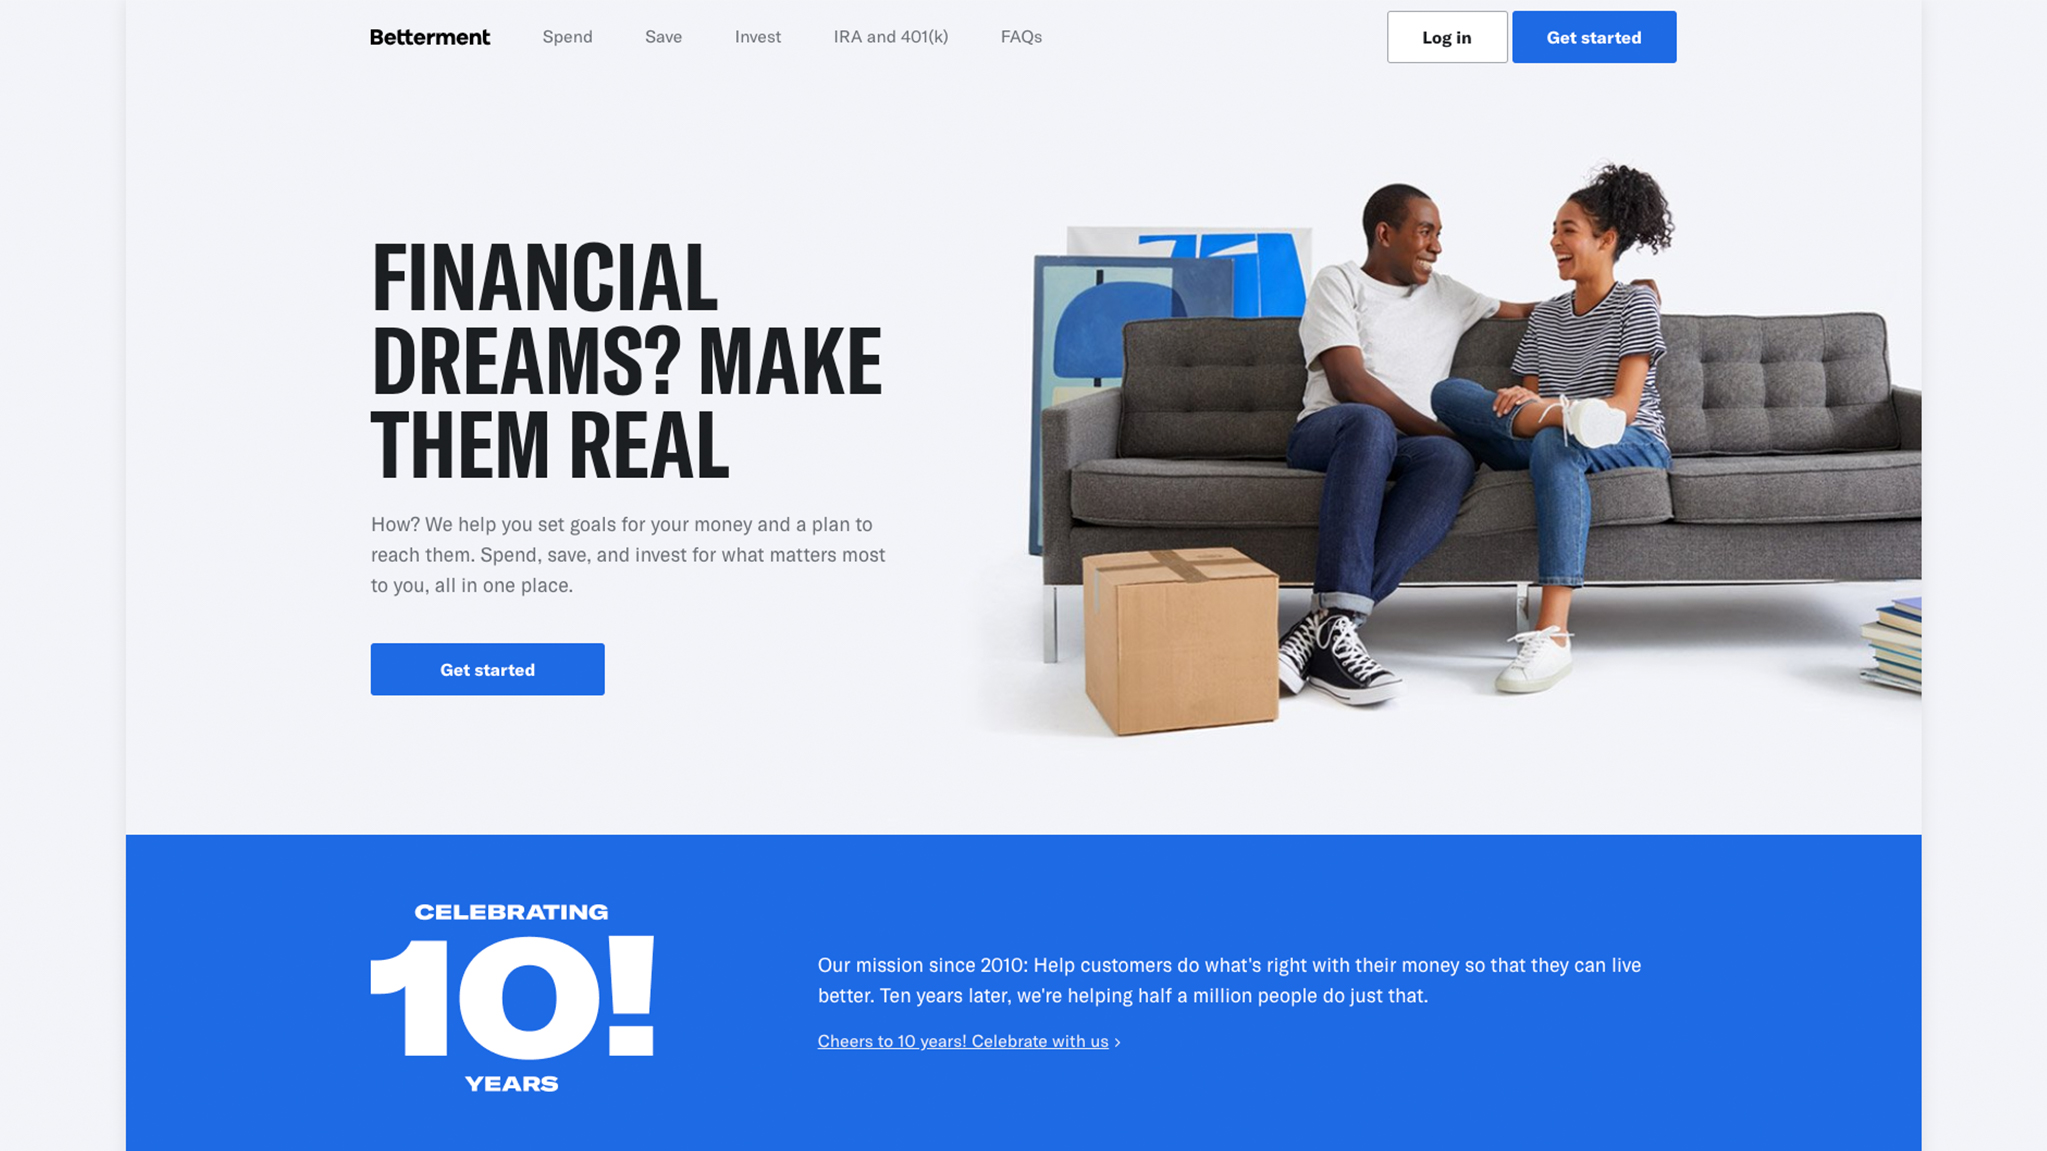 Betterment
Spend
Save
Invest
IRA and 401(k)
FAQs
Log in
Get started
FINANCIAL
DREAMS? MAKE
THEM REAL
How? We help you set goals for your money and a plan to
reach them. Spend, save, and invest for what matters most
to you, all in one place.
Get started
CELEBRATING
10!
YEARS
Our mission since 2010: Help customers do what's right with their money so that they can live
better. Ten years later, we're helping half a million people do just that.
Cheers to 10 years! Celebrate with us ›